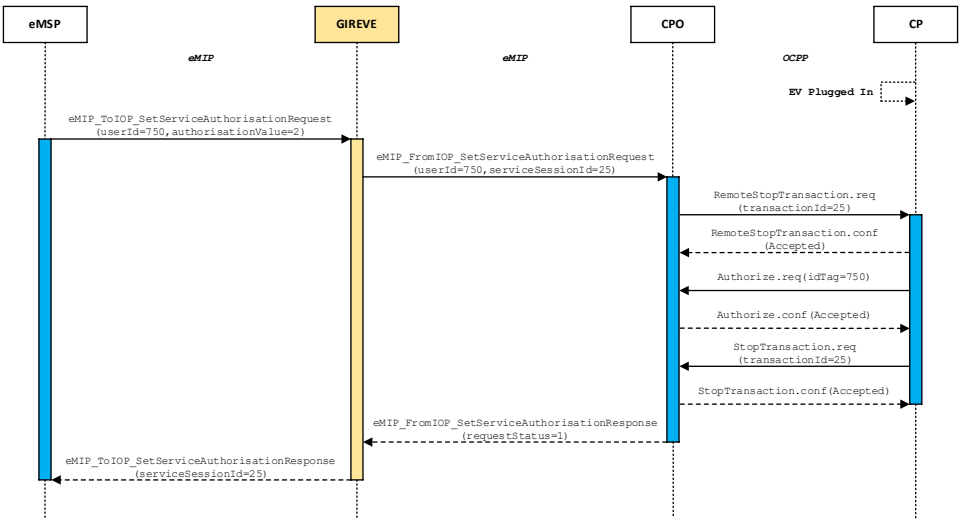 eMSP
GIREVE
CPO
CP
eMIP
eMIP
OCPP
EV Plugged In
eMIP_ToIOP_SetServiceAuthorisationRequest
(userId=750,authorisationValue=2)
eMIP_FromIOP_SetServiceAuthorisationRequest
(userId=750,serviceSessionId=25)
RemoteStopTransaction.req
(transactionId=25)
RemoteStopTransaction.conf
(Accepted)
Authorize.req(idTag=750)
Authorize.conf(Accepted)
StopTransaction.req
(transactionId=25)
StopTransaction.conf(Accepted)
eMIP_FromIOP_SetServiceAuthorisationResponse
(requestStatus=1)
eMIP_ToIOP_SetServiceAuthorisationResponse
(serviceSessionId=25)